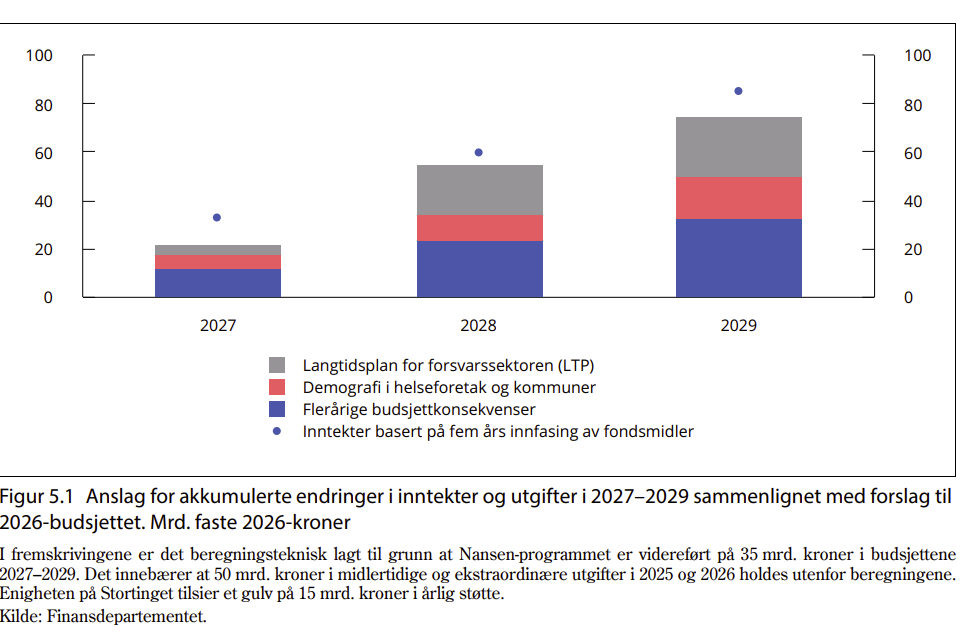 100 100
80 80
60 60
40 40
20 20
0 0
2027 2028 2029
Langtidsplan for forsvarssektoren (LTP)
Demografi i helseforetak og kommuner
Flerårige budsjettkonsekvenser
Inntekter basert på fem års innfasing av fondsmidler
Figur 5.1 Anslag for akkumulerte endringer i inntekter og utgifter i 2027–2029 sammenlignet med forslag til
2026-budsjettet. Mrd. faste 2026-kroner
I fremskrivingene er det beregningsteknisk lagt til grunn at Nansen-programmet er videreført på 35 mrd. kroner i budsjettene
2027–2029. Det innebærer at 50 mrd. kroner i midlertidige og ekstraordinære utgifter i 2025 og 2026 holdes utenfor beregningene.
Enigheten på Stortinget tilsier et gulv på 15 mrd. kroner i årlig støtte.
Kilde: Finansdepartementet.